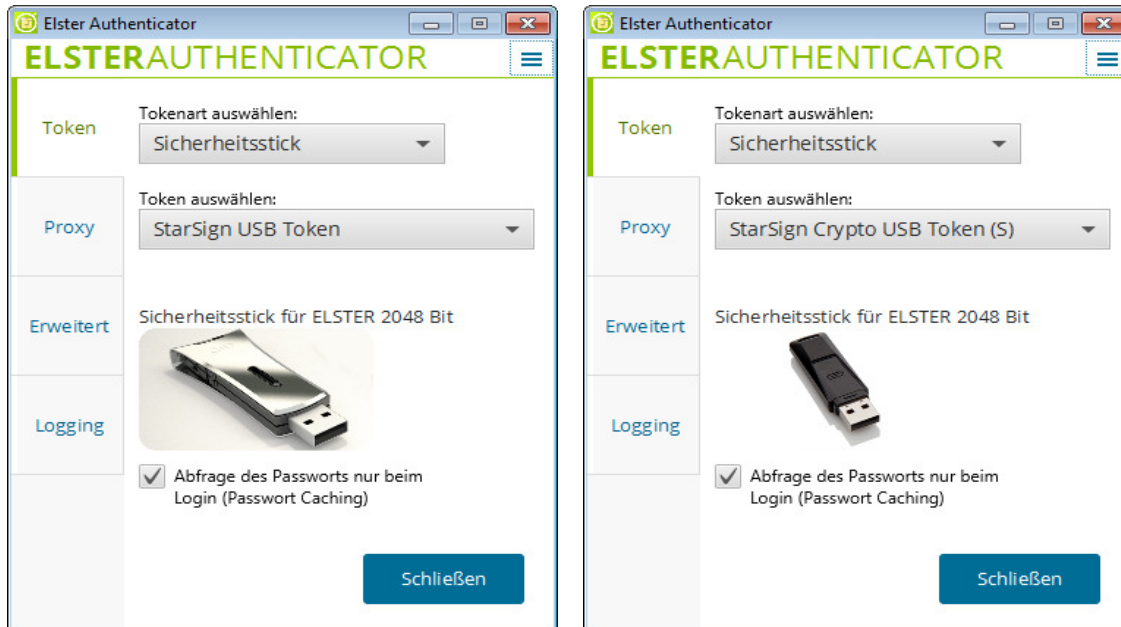 Elster Authenticator
ELSTERAUTHENTICATOR
Token
Tokenart auswählen:
Sicherheitsstick
Token auswählen:
Proxy
StarSign USB Token
Erweitert
Sicherheitsstick für ELSTER 2048 Bit
Logging
Abfrage des Passworts nur beim
Login (Passwort Caching)
Schließen
Elster Authenticator
ELSTERAUTHENTICATOR
Token
Tokenart auswählen:
Sicherheitsstick
Token auswählen:
Proxy
StarSign Crypto USB Token (S)
Erweitert
Sicherheitsstick für ELSTER 2048 Bit
Logging
Abfrage des Passworts nur beim
Login (Passwort Caching)
Schließen